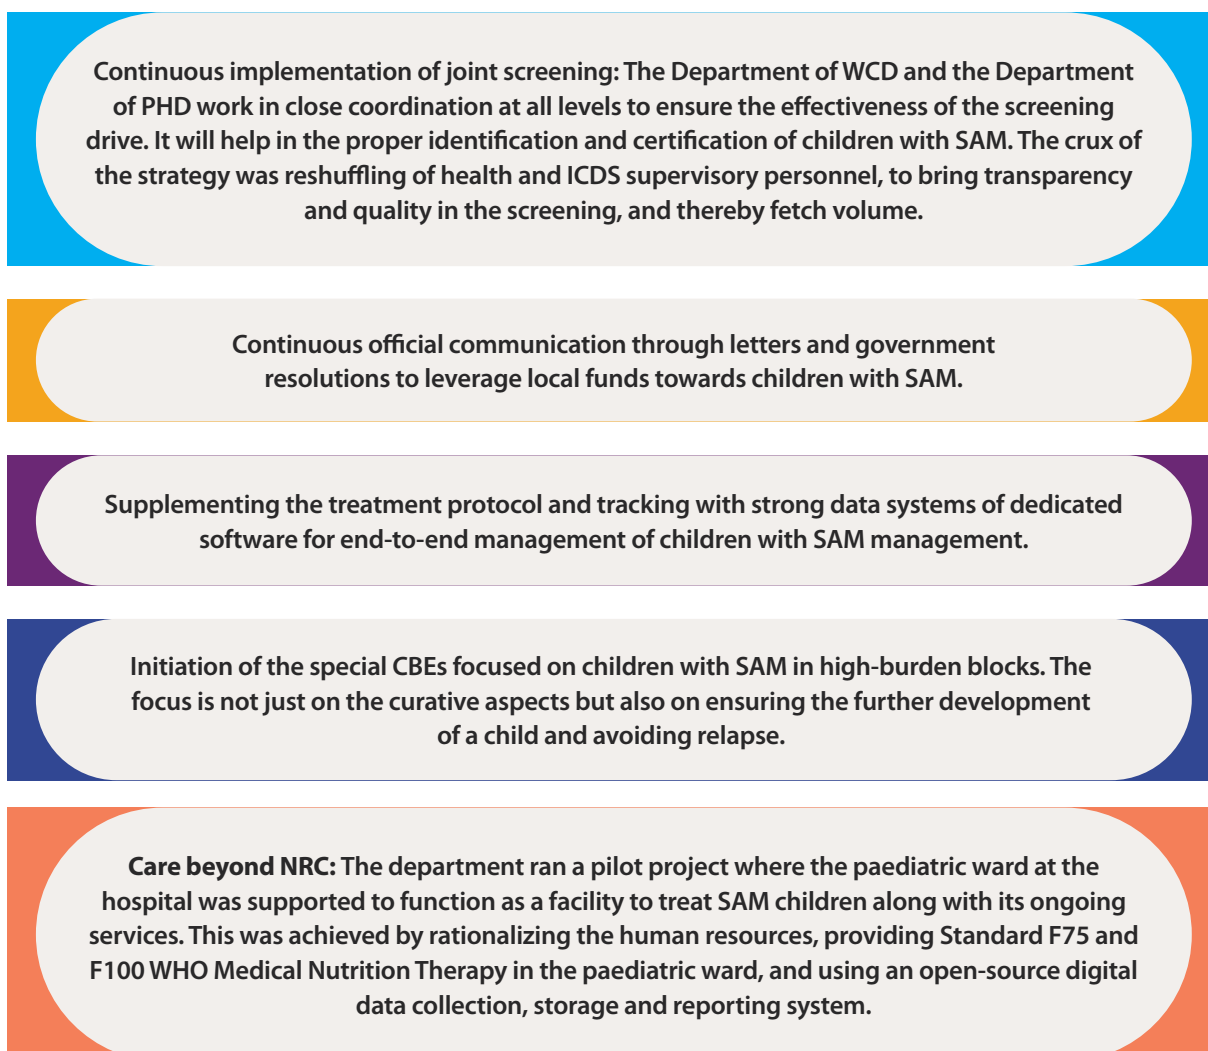 Continuous implementation of joint screening: The Department of WCD and the Department
of PHD work in close coordination at all levels to ensure the effectiveness of the screening
drive. It will help in the proper identification and certification of children with SAM. The crux of
the strategy was reshuffling of health and ICDS supervisory personnel, to bring transparency
and quality in the screening, and thereby fetch volume.
Continuous official communication through letters and government
resolutions to leverage local funds towards children with SAM.
Supplementing the treatment protocol and tracking with strong data systems of dedicated
software for end-to-end management of children with SAM management.
Initiation of the special CBEs focused on children with SAM in high-burden blocks. The
focus is not just on the curative aspects but also on ensuring the further development
of a child and avoiding relapse.
Care beyond NRC: The department ran a pilot project where the paediatric ward at the
hospital was supported to function as a facility to treat SAM children along with its ongoing
services. This was achieved by rationalizing the human resources, providing Standard F75 and
F100 WHO Medical Nutrition Therapy in the paediatric ward, and using an open-source digital
data collection, storage and reporting system.